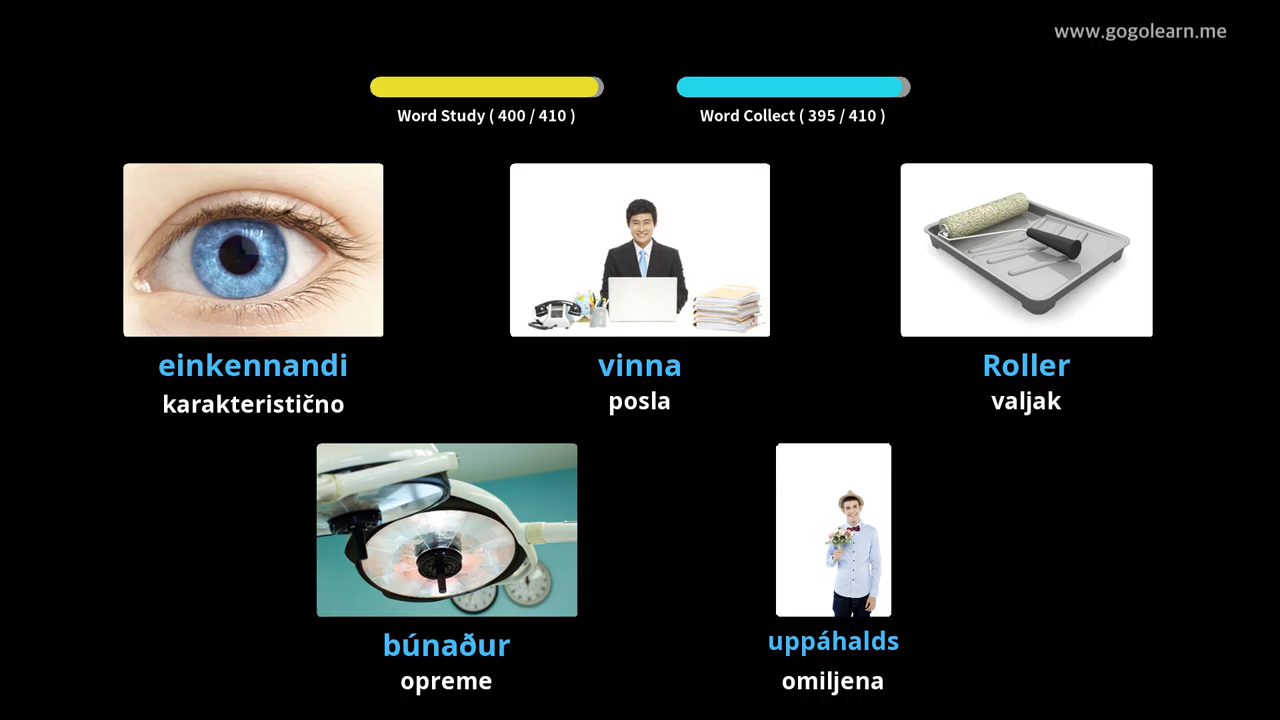 www.gogolearn.me
Word Study ( 400 / 410 )
Word Collect ( 395 / 410 )
einkennandi
karakteristično
vinna
posla
Roller
valjak
búnaður
opreme
uppáhalds
omiljena